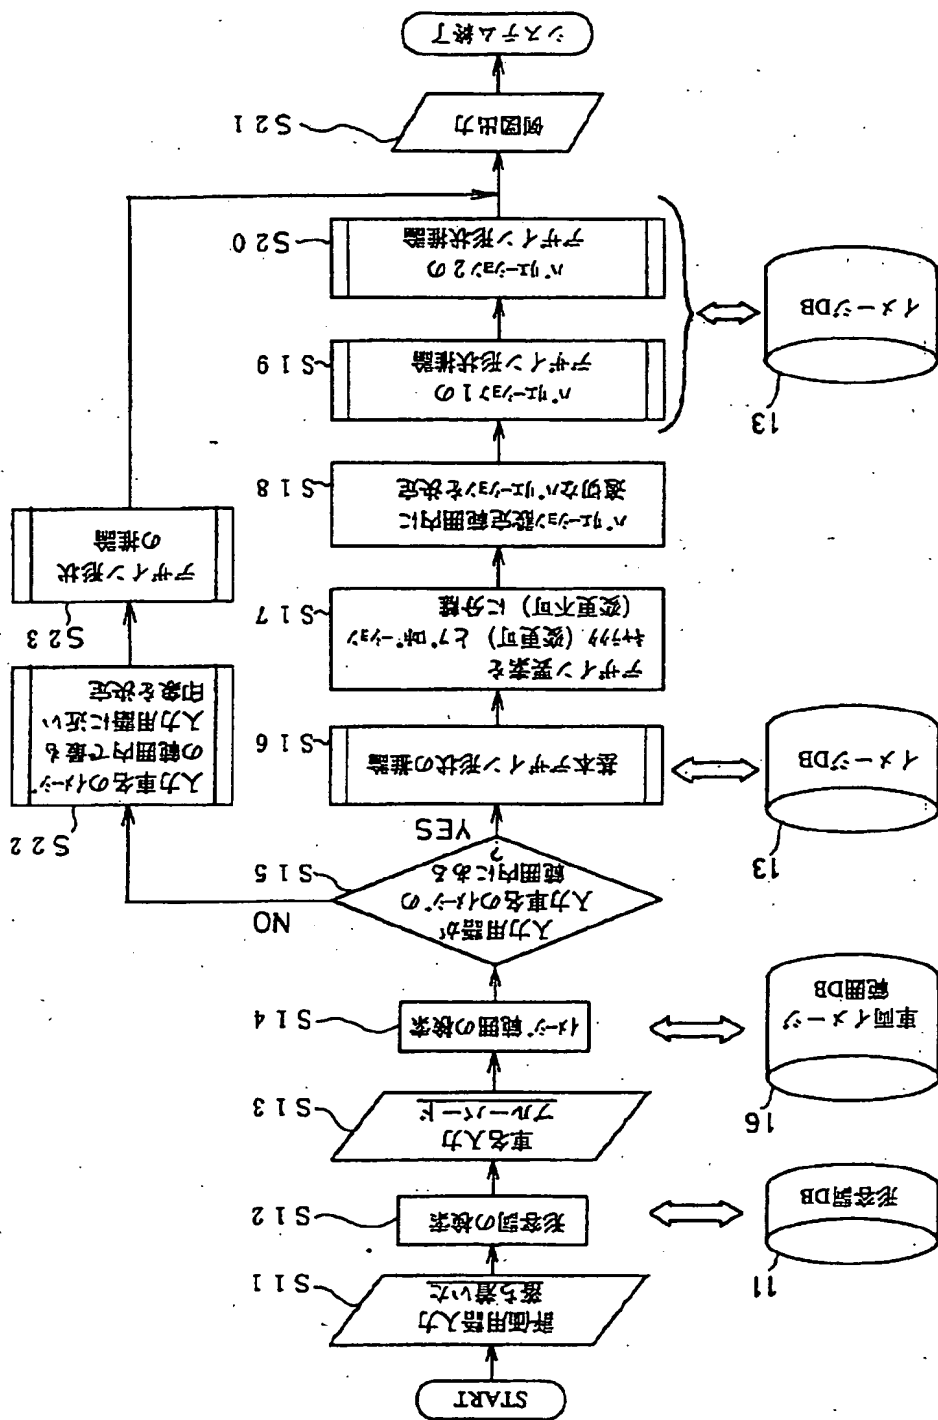 START
評価用語入力
落ち着いた
S11
形容詞の検索
S12
11
形容詞DB
車名入力
ブルーバード
S13
イメージ範囲の検索
S14
16
車両イメージ
範囲DB
入力用語が
入力車名のイメージの
範囲内にある
?
S15
NO
YES
基本デザイン形状の推論
S16
13
イメージDB
デザイン要素を
キャラクタ(変更可)とプロポーション
(変更不可)に分離
S17
バリエーション設定範囲内に
適切なバリエーションを決定
S18
バリエーション1の
デザイン形状推論
S19
バリエーション2の
デザイン形状推論
S20
13
イメージDB
S22
入力車名のイメージ
の範囲内で最も
入力用語に近い
印象を決定
S23
デザイン形状
の推論
例図出力
S21
システム終了